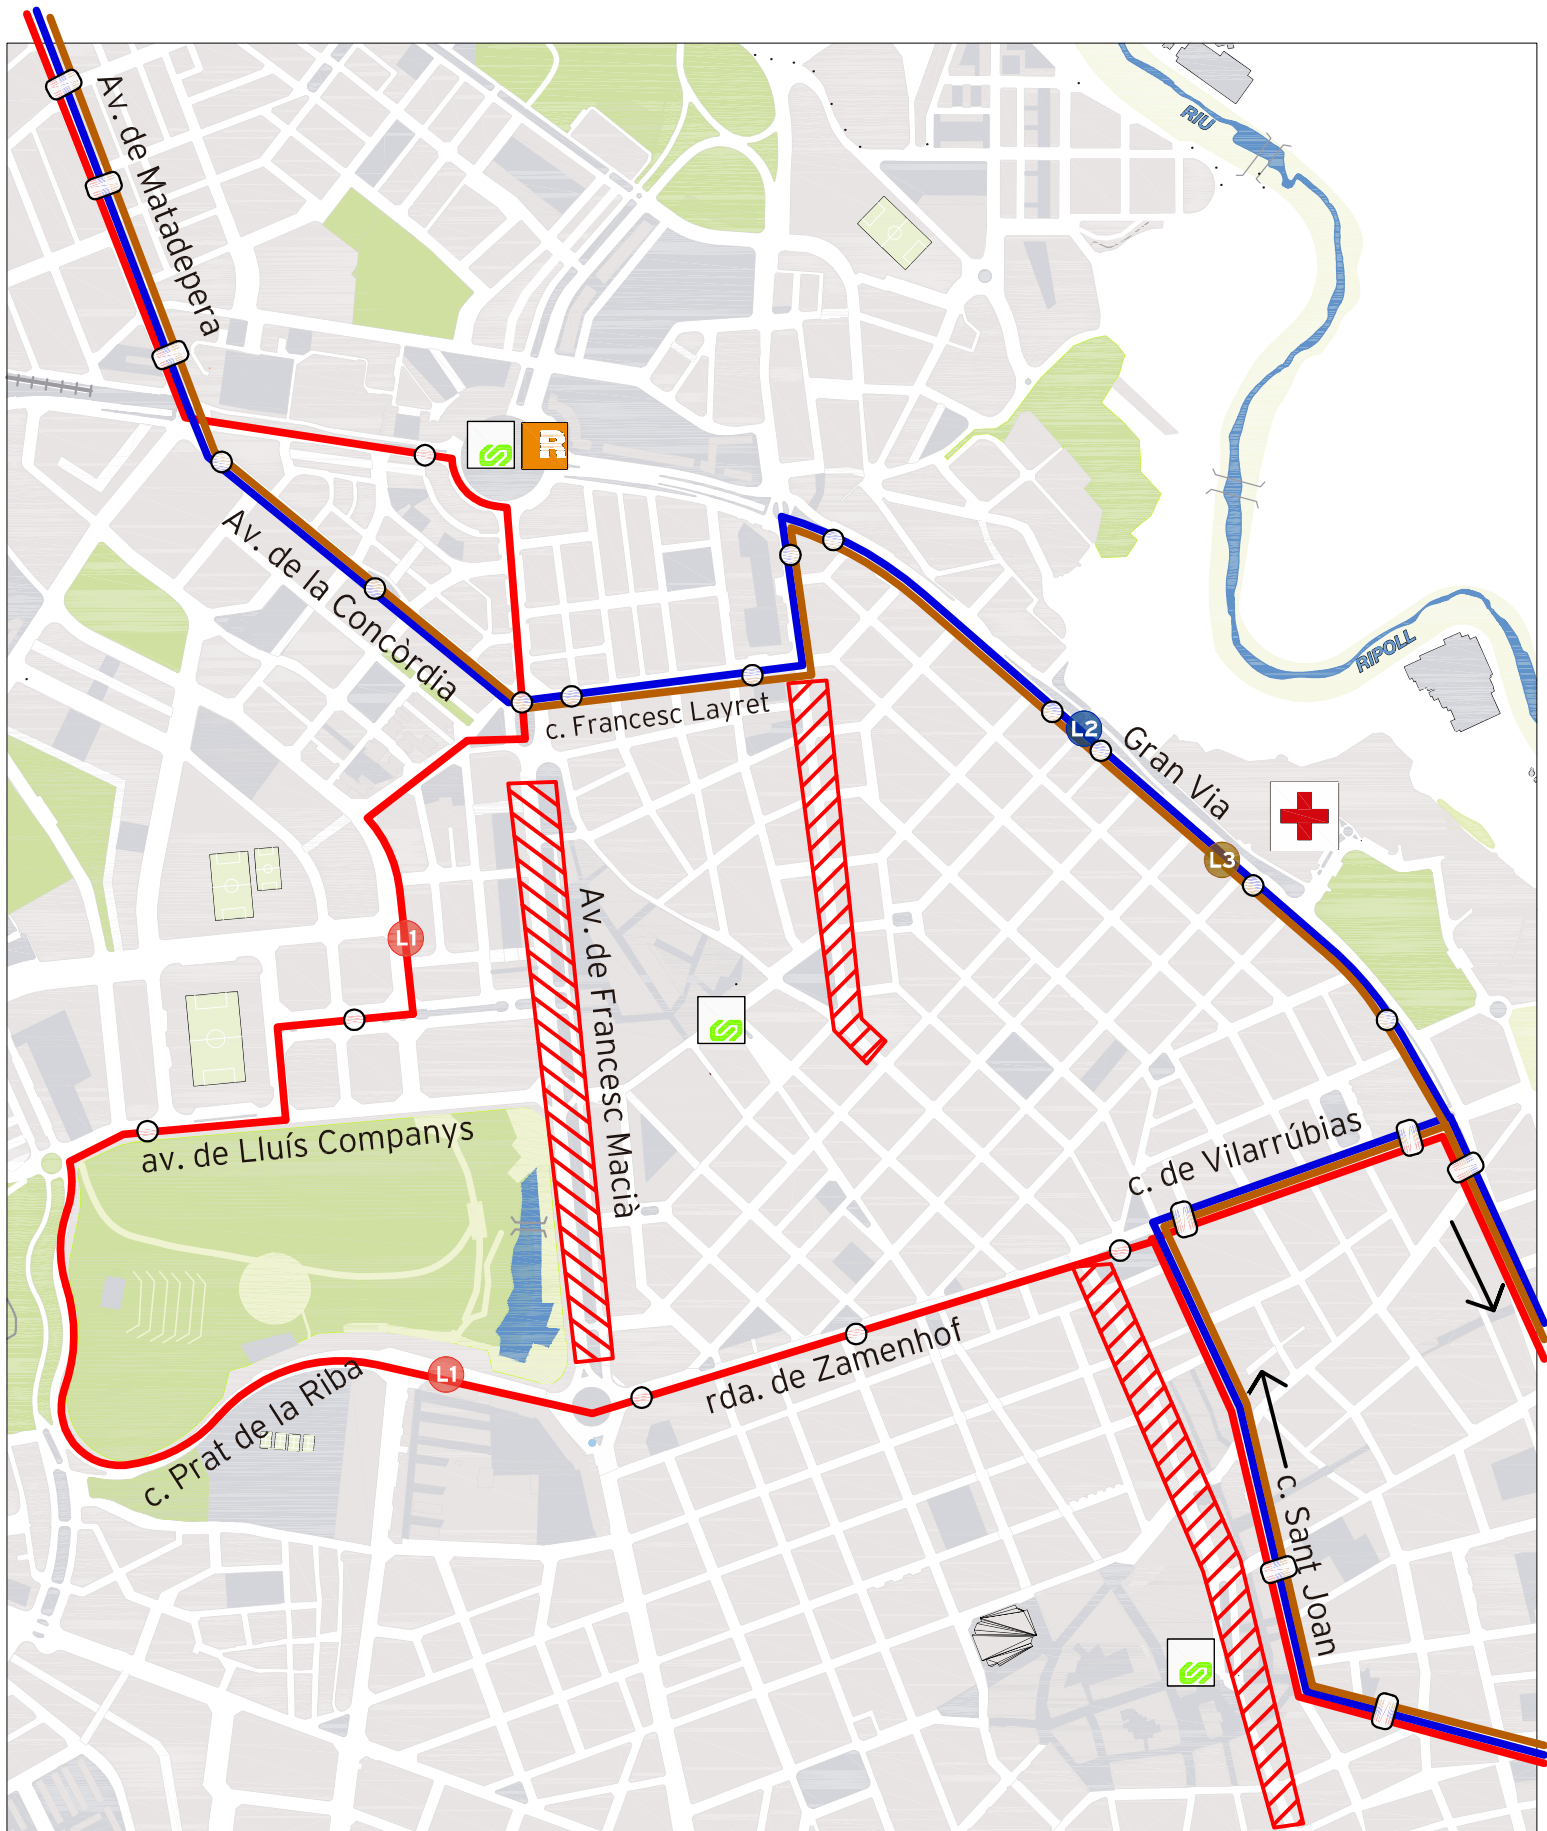 Av. de Matadepera
RIU
R
Av. de la Concòrdia
RIPOLL
c. Francesc Layret
L2
Gran Via
L3
Av. de Francesc Macià
L1
av. de Lluís Companys
c. de Vilarrúbias
rda. de Zamenhof
L1
c. Prat de la Riba
c. Sant Joan